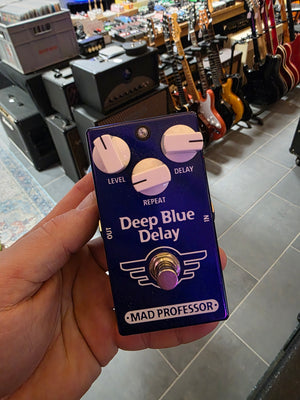 LEVEL
DELAY
REPEAT
OUT
IN
Deep Blue
Delay
MAD PROFESSOR